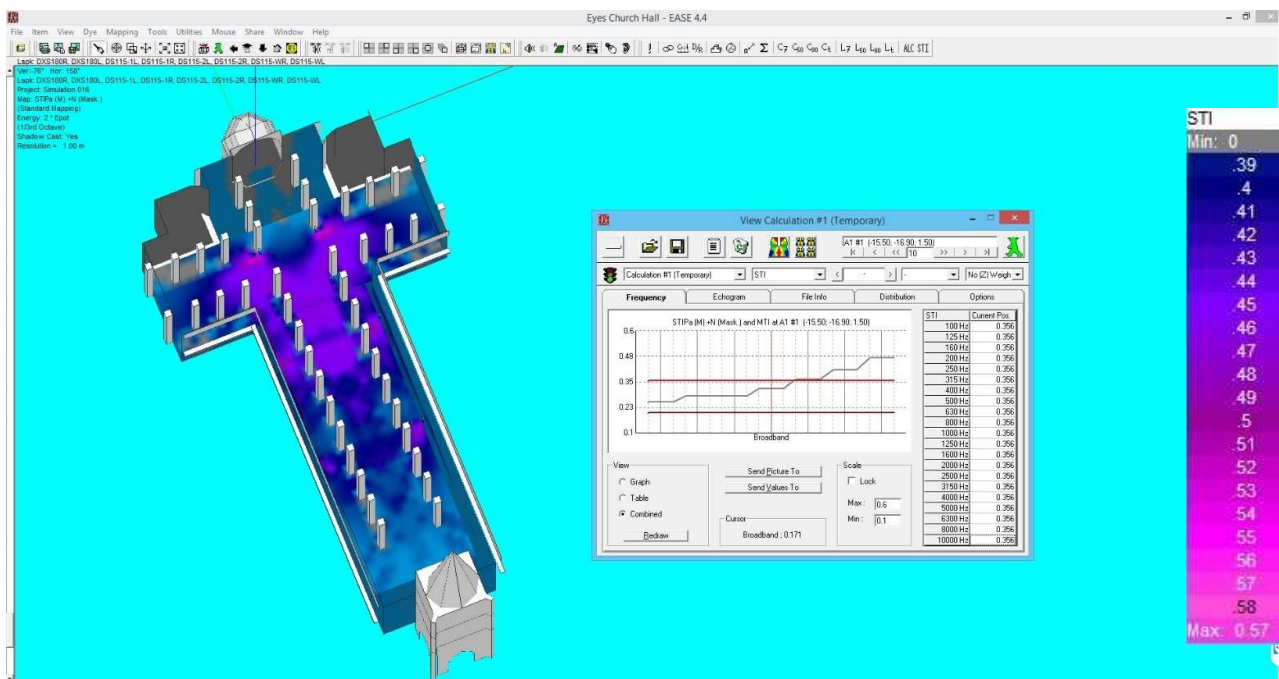 Eyes Church Hall - EASE 4.4
File Item View Dye Mapping Tools Utilities Mouse Share Window Help
C7 C50 C80 Ct L7 L50 L80 Lt ALC STI
Lspk: DXS180R, DXS180L, DS115-1L, DS115-1R, DS115-2L, DS115-2R, DS115-WR, DS115-WL
Ver:-76° Hor: 158°
Lspk: DXS180R, DXS180L, DS115-1L, DS115-1R, DS115-2L, DS115-2R, DS115-WR, DS115-WL
Project: Simulation 016
Map: STIPa (M) +N (Mask.)
(Standard Mapping)
Energy: 2 * Epot
(1/3rd Octave)
Shadow Cast: Yes
Resolution = 1.00 m
View Calculation #1 (Temporary)
A1 #1 (-15.50; -16.90; 1.50)
|< < << 10 >> > >|
Calculation #1 (Temporary) STI < - > - No (Z) Weigh
Frequency Echogram File Info Distribution Options
STIPa (M) +N (Mask.) and MTI at A1 #1 (-15.50; -16.90; 1.50)
0.6
0.48
0.35
0.23
0.1
Broadband
STI Current Pos.
100 Hz 0.356
125 Hz 0.356
160 Hz 0.356
200 Hz 0.356
250 Hz 0.356
315 Hz 0.356
400 Hz 0.356
500 Hz 0.356
630 Hz 0.356
800 Hz 0.356
1000 Hz 0.356
1250 Hz 0.356
1600 Hz 0.356
2000 Hz 0.356
2500 Hz 0.356
3150 Hz 0.356
4000 Hz 0.356
5000 Hz 0.356
6300 Hz 0.356
8000 Hz 0.356
10000 Hz 0.356
View
Graph
Table
Combined
Redraw
Send Picture To
Send Values To
Cursor
Broadband ; 0.171
Scale
Lock
Max : 0.6
Min : 0.1
STI
Min: 0
.39
.4
.41
.42
.43
.44
.45
.46
.47
.48
.49
.5
.51
.52
.53
.54
.55
.56
.57
.58
Max: 0.57